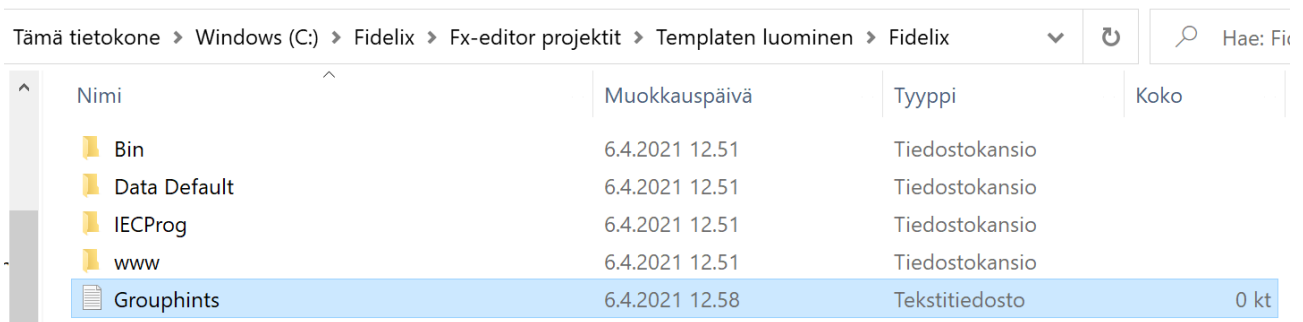 Tämä tietokone > Windows (C:) > Fidelix > Fx-editor projektit > Templaten luominen > Fidelix Hae: Fid
Nimi Muokkauspäivä Tyyppi Koko
Bin 6.4.2021 12.51 Tiedostokansio
Data Default 6.4.2021 12.51 Tiedostokansio
IECProg 6.4.2021 12.51 Tiedostokansio
www 6.4.2021 12.51 Tiedostokansio
Grouphints 6.4.2021 12.58 Tekstitiedosto 0 kt